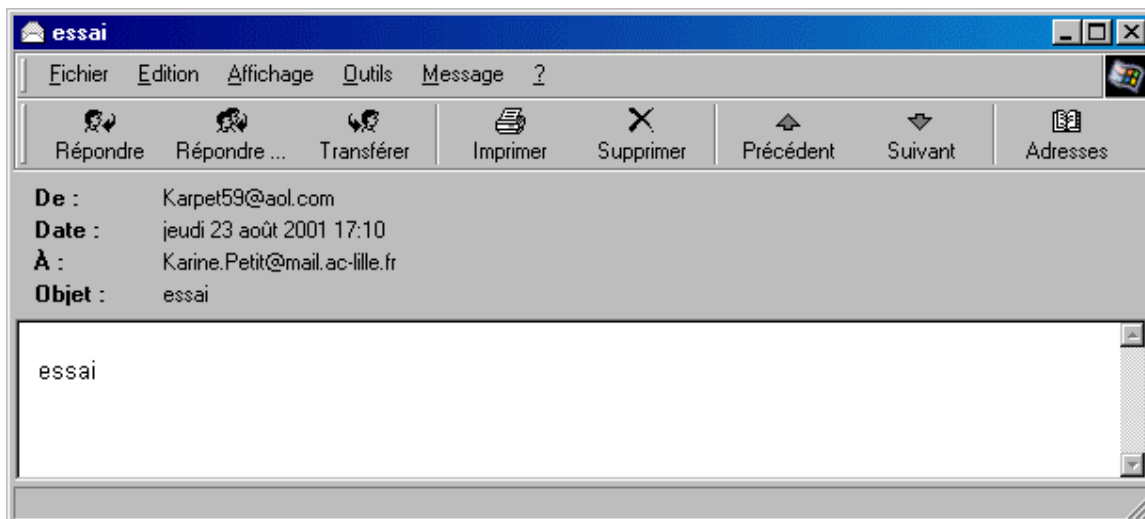 essai
Fichier Edition Affichage Outils Message ?
Répondre Répondre ... Transférer Imprimer Supprimer Précédent Suivant Adresses
De : Karpet59@aol.com
Date : jeudi 23 août 2001 17:10
À : Karine.Petit@mail.ac-lille.fr
Objet : essai
essai